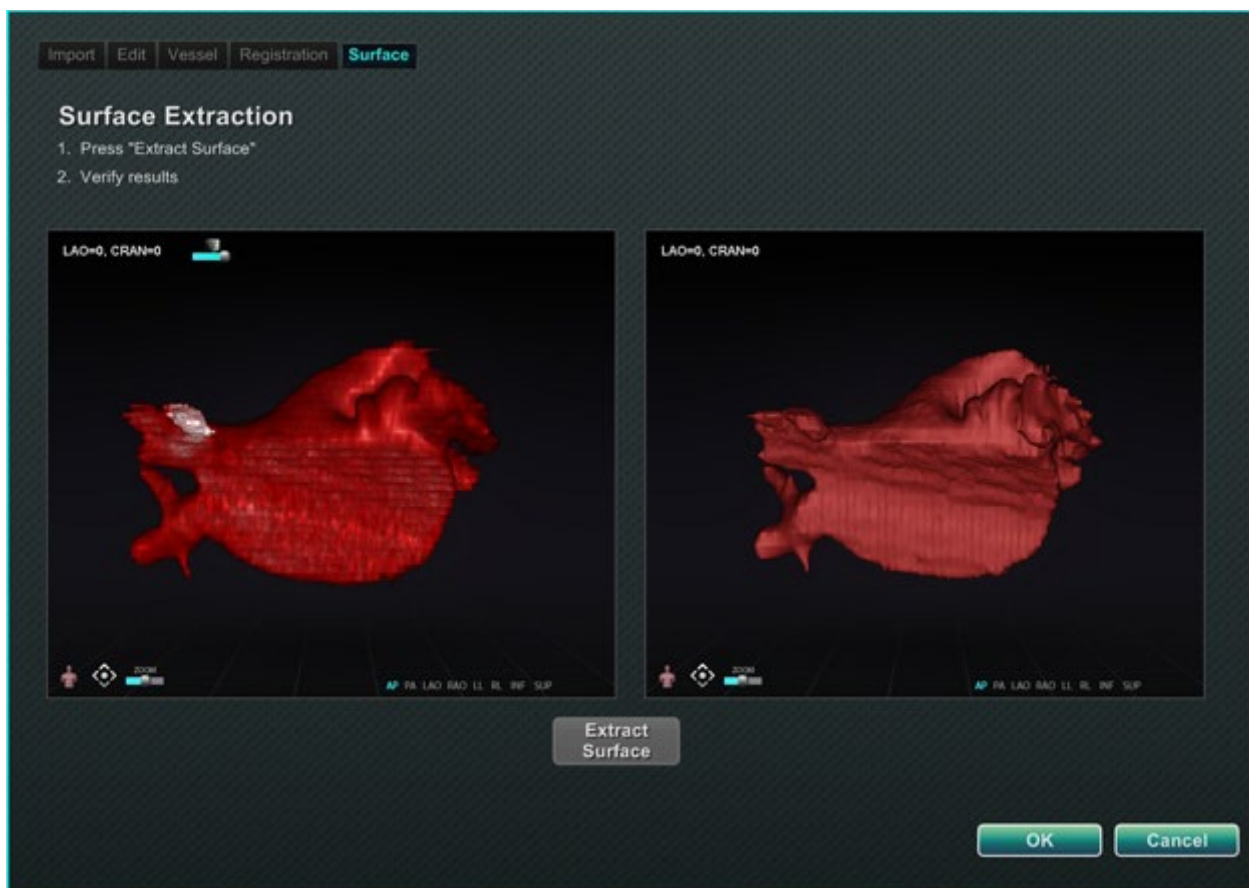 Import Edit Vessel Registration Surface
Surface Extraction
1. Press "Extract Surface"
2. Verify results
LAO=0, CRAN=0
LAO=0, CRAN=0
ZOOM
AP PA LAO RAO LL RL INF SUP
ZOOM
AP PA LAO RAO LL RL INF SUP
Extract
Surface
OK Cancel